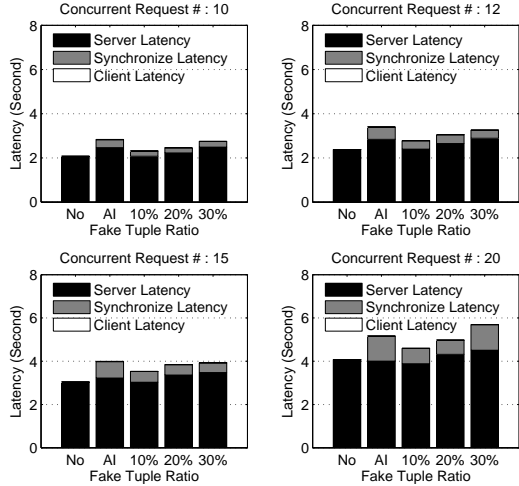 Concurrent Request # : 10
8
6
4
2
0
Latency (Second)
Server Latency
Synchronize Latency
Client Latency
No AI 10% 20% 30%
Fake Tuple Ratio
Concurrent Request # : 12
8
6
4
2
0
Latency (Second)
Server Latency
Synchronize Latency
Client Latency
No AI 10% 20% 30%
Fake Tuple Ratio
Concurrent Request # : 15
8
6
4
2
0
Latency (Second)
Server Latency
Synchronize Latency
Client Latency
No AI 10% 20% 30%
Fake Tuple Ratio
Concurrent Request # : 20
8
6
4
2
0
Latency (Second)
Server Latency
Synchronize Latency
Client Latency
No AI 10% 20% 30%
Fake Tuple Ratio